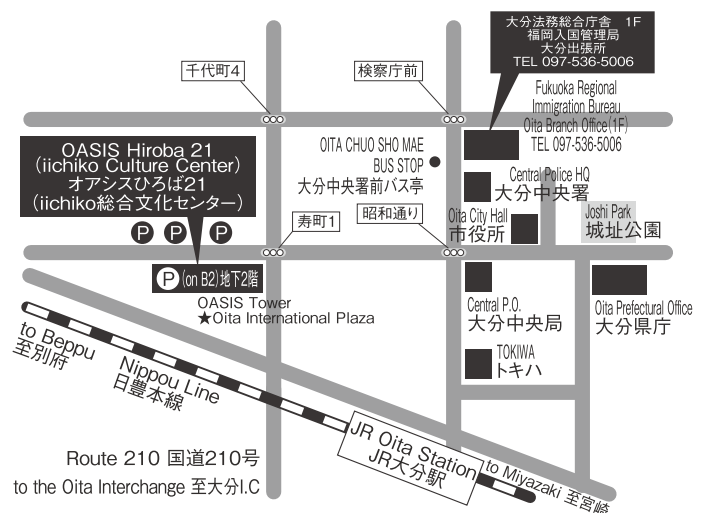 大分法務総合庁舎 1F
福岡入国管理局
大分出張所
TEL 097-536-5006
千代町4
検察庁前
Fukuoka Regional
Immigration Bureau
Oita Branch Office(1F)
TEL 097-536-5006
OASIS Hiroba 21
(iichiko Culture Center)
オアシスひろば21
(iichiko総合文化センター)
OITA CHUO SHO MAE
BUS STOP
大分中央署前バス亭
Central Police HQ
大分中央署
P P P
寿町1
昭和通り
Oita City Hall
市役所
Joshi Park
城址公園
P (on B2)地下2階
OASIS Tower
★Oita International Plaza
Central P.O.
大分中央局
Oita Prefectural Office
大分県庁
TOKIWA
トキハ
to Beppu
至別府
Nippou Line
日豊本線
JR Oita Station
JR大分駅
to Miyazaki 至宮崎
Route 210 国道210号
to the Oita Interchange 至大分I.C